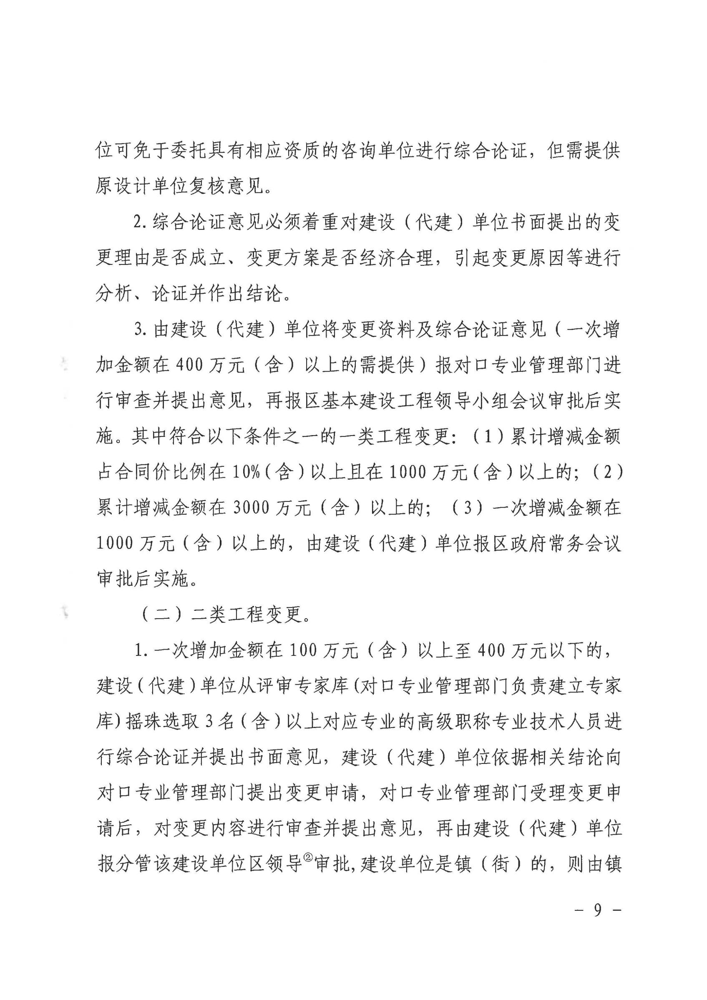 位可免于委托具有相应资质的咨询单位进行综合论证，但需提供
原设计单位复核意见。
2.综合论证意见必须着重对建设（代建）单位书面提出的变
更理由是否成立、变更方案是否经济合理，引起变更原因等进行
分析、论证并作出结论。
3.由建设（代建）单位将变更资料及综合论证意见（一次增
加金额在 400 万元（含）以上的需提供）报对口专业管理部门进
行审查并提出意见，再报区基本建设工程领导小组会议审批后实
施。其中符合以下条件之一的一类工程变更:（1）累计增减金额
占合同价比例在 10%（含）以上且在 1000 万元（含）以上的;（2）
累计增减金额在 3000 万元（含）以上的;（3）一次增减金额在
1000 万元（含）以上的，由建设（代建）单位报区政府常务会议
审批后实施。
（二）二类工程变更。
1.一次增加金额在 100 万元（含）以上至 400 万元以下的，
建设（代建）单位从评审专家库(对口专业管理部门负责建立专家
库)摇珠选取 3 名（含）以上对应专业的高级职称专业技术人员进
行综合论证并提出书面意见，建设（代建）单位依据相关结论向
对口专业管理部门提出变更申请，对口专业管理部门受理变更申
请后，对变更内容进行审查并提出意见，再由建设（代建）单位
报分管该建设单位区领导②审批,建设单位是镇（街）的，则由镇
- 9 -